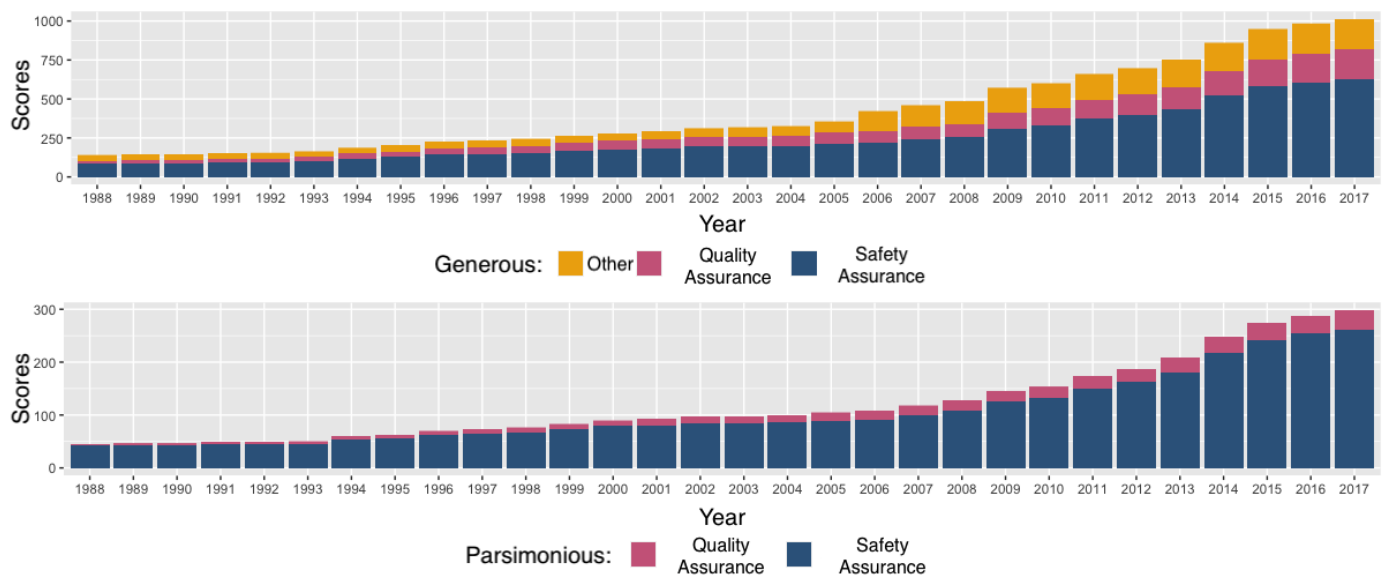 1000
750
500
250
0
Scores
1988 1989 1990 1991 1992 1993 1994 1995 1996 1997 1998 1999 2000 2001 2002 2003 2004 2005 2006 2007 2008 2009 2010 2011 2012 2013 2014 2015 2016 2017
Year
Generous: Other Quality Assurance Safety Assurance
300
200
100
0
Scores
1988 1989 1990 1991 1992 1993 1994 1995 1996 1997 1998 1999 2000 2001 2002 2003 2004 2005 2006 2007 2008 2009 2010 2011 2012 2013 2014 2015 2016 2017
Year
Parsimonious: Quality Assurance Safety Assurance